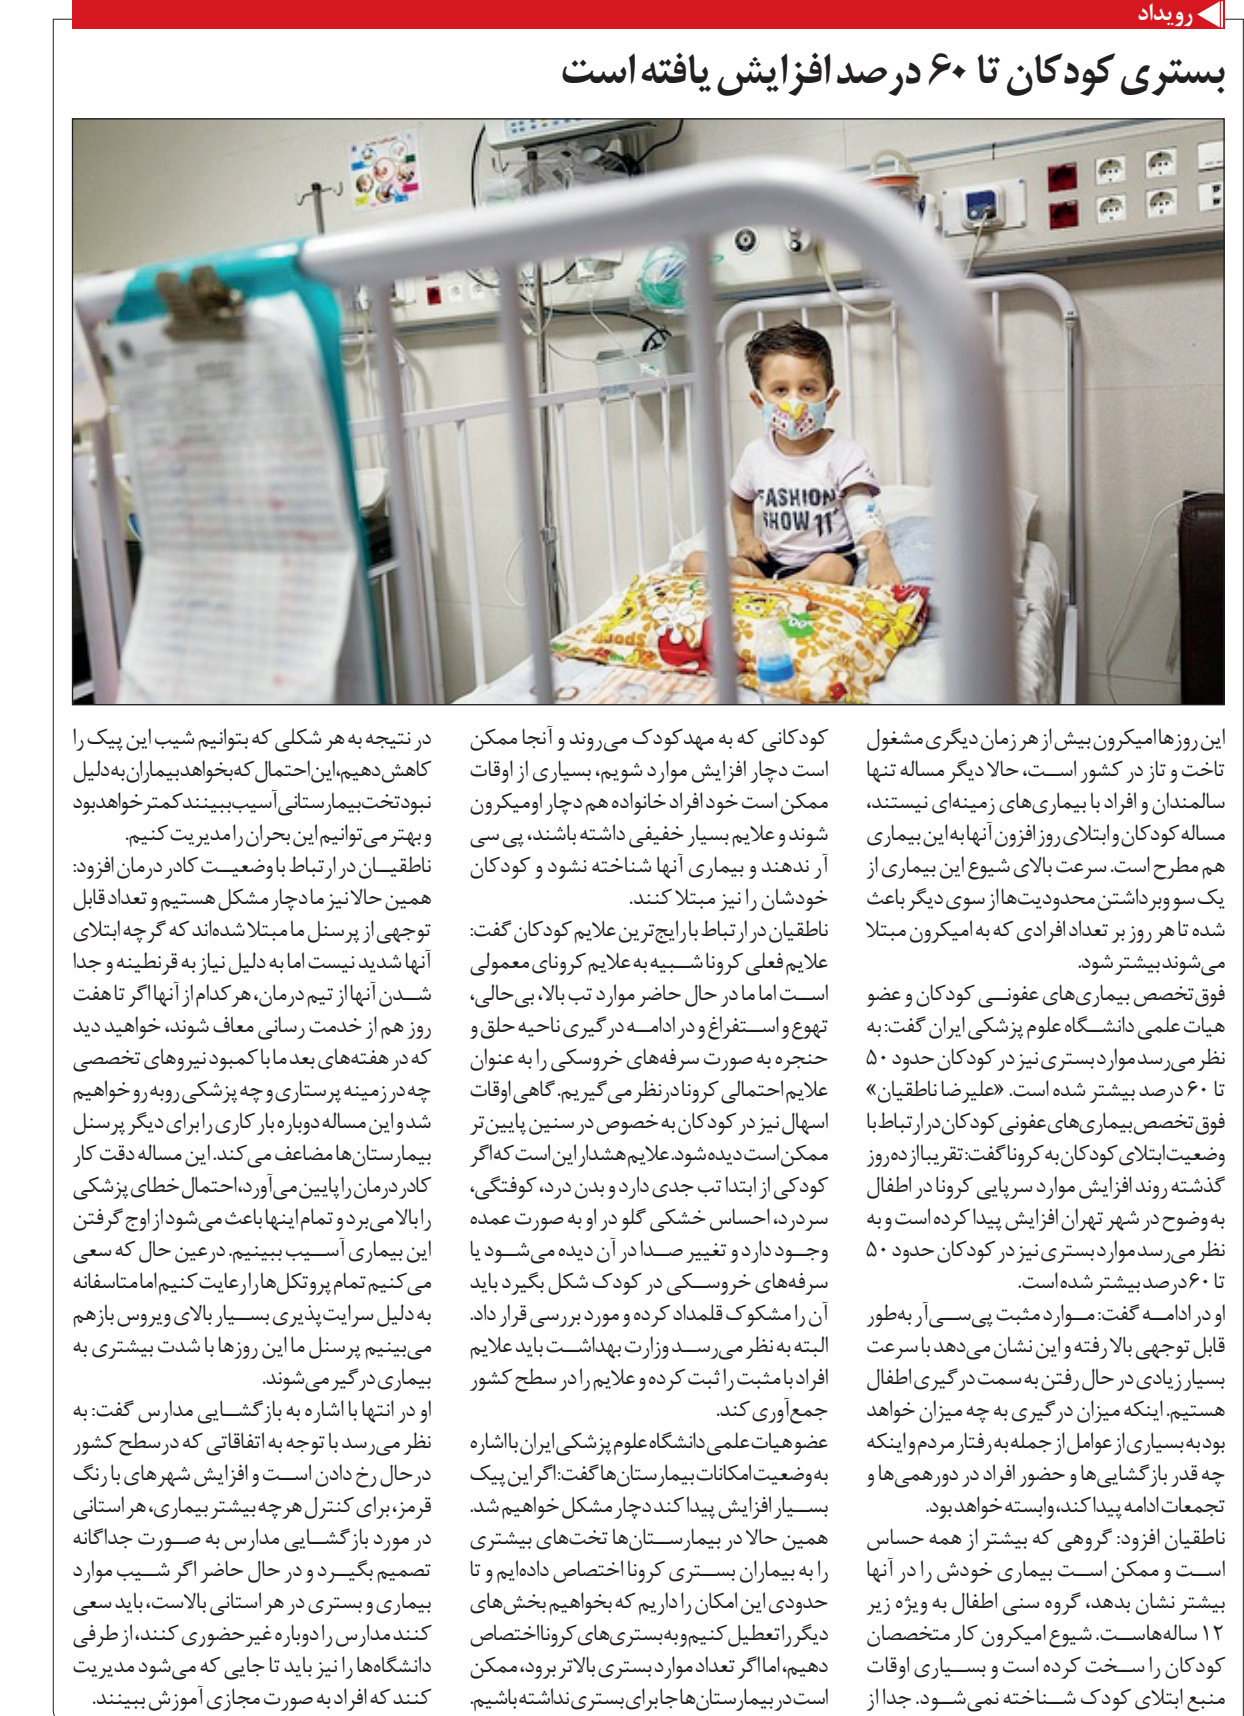 رویداد
بستری کودکان تا ۶۰ درصد افزایش یافته است
FASHION
SHOW 11
این روزها امیکرون بیش از هر زمان دیگری مشغول
تاخت و تاز در کشور است، حالا دیگر مساله تنها
سالمندان و افراد با بیماری‌های زمینه‌ای نیستند،
مساله کودکان و ابتلای روز افزون آنها به این بیماری
هم مطرح است. سرعت بالای شیوع این بیماری از
یک سو و برداشتن محدودیت‌ها از سوی دیگر باعث
شده تا هر روز بر تعداد افرادی که به امیکرون مبتلا
می‌شوند بیشتر شود.
فوق تخصص بیماری‌های عفونی کودکان و عضو
هیات علمی دانشگاه علوم پزشکی ایران گفت: به
نظر می‌رسد موارد بستری نیز در کودکان حدود ۵۰
تا ۶۰ درصد بیشتر شده است. «علیرضا ناطقیان»
فوق تخصص بیماری‌های عفونی کودکان در ارتباط با
وضعیت ابتلای کودکان به کرونا گفت: تقریبا از ده روز
گذشته روند افزایش موارد سرپایی کرونا در اطفال
به وضوح در شهر تهران افزایش پیدا کرده است و به
نظر می‌رسد موارد بستری نیز در کودکان حدود ۵۰
تا ۶۰ درصد بیشتر شده است.
او در ادامه گفت: موارد مثبت پی‌سی‌آر به‌طور
قابل توجهی بالا رفته و این نشان می‌دهد با سرعت
بسیار زیادی در حال رفتن به سمت درگیری اطفال
هستیم. اینکه میزان درگیری به چه میزان خواهد
بود به بسیاری از عوامل از جمله به رفتار مردم و اینکه
چه قدر بازگشایی‌ها و حضور افراد در دورهمی‌ها و
تجمعات ادامه پیدا کند، وابسته خواهد بود.
ناطقیان افزود: گروهی که بیشتر از همه حساس
است و ممکن است بیماری خودش را در آنها
بیشتر نشان بدهد، گروه سنی اطفال به ویژه زیر
۱۲ ساله‌هاست. شیوع امیکرون کار متخصصان
کودکان را سخت کرده است و بسیاری اوقات
منبع ابتلای کودک شناخته نمی‌شود. جدا از
کودکانی که به مهدکودک می‌روند و آنجا ممکن
است دچار افزایش موارد شویم، بسیاری از اوقات
ممکن است خود افراد خانواده هم دچار اومیکرون
شوند و علایم بسیار خفیفی داشته باشند، پی سی
آر ندهند و بیماری آنها شناخته نشود و کودکان
خودشان را نیز مبتلا کنند.
ناطقیان در ارتباط با رایج‌ترین علایم کودکان گفت:
علایم فعلی کرونا شبیه به علایم کرونای معمولی
است اما ما در حال حاضر موارد تب بالا، بی‌حالی،
تهوع و استفراغ و در ادامه درگیری ناحیه حلق و
حنجره به صورت سرفه‌های خروسکی را به عنوان
علایم احتمالی کرونا در نظر می گیریم. گاهی اوقات
اسهال نیز در کودکان به خصوص در سنین پایین‌تر
ممکن است دیده شود. علایم هشدار این است که اگر
کودکی از ابتدا تب جدی دارد و بدن درد، کوفتگی،
سردرد، احساس خشکی گلو در او به صورت عمده
وجود دارد و تغییر صدا در آن دیده می‌شود یا
سرفه‌های خروسکی در کودک شکل بگیرد باید
آن را مشکوک قلمداد کرده و مورد بررسی قرار داد.
البته به نظر می‌رسد وزارت بهداشت باید علایم
افراد با مثبت را ثبت کرده و علایم را در سطح کشور
جمع‌آوری کند.
عضو هیات علمی دانشگاه علوم پزشکی ایران با اشاره
به وضعیت امکانات بیمارستان‌ها گفت: اگر این پیک
بسیار افزایش پیدا کند دچار مشکل خواهیم شد.
همین حالا در بیمارستان‌ها تخت‌های بیشتری
را به بیماران بستری کرونا اختصاص داده‌ایم و تا
حدودی این امکان را داریم که بخواهیم بخش‌های
دیگر را تعطیل کنیم و به بستری‌های کرونا اختصاص
دهیم، اما اگر تعداد موارد بستری بالاتر برود، ممکن
است در بیمارستان‌ها جا برای بستری نداشته باشیم.
در نتیجه به هر شکلی که بتوانیم شیب این پیک را
کاهش دهیم، این احتمال که بخواهد بیماران به دلیل
نبود تخت بیمارستانی آسیب ببینند کمتر خواهد بود
و بهتر می توانیم این بحران را مدیریت کنیم.
ناطقیان در ارتباط با وضعیت کادر درمان افزود:
همین حالا نیز ما دچار مشکل هستیم و تعداد قابل
توجهی از پرسنل ما مبتلا شده‌اند که گرچه ابتلای
آنها شدید نیست اما به دلیل نیاز به قرنطینه و جدا
شدن آنها از تیم درمان، هر کدام از آنها اگر تا هفت
روز هم از خدمت رسانی معاف شوند، خواهید دید
که در هفته‌های بعد ما با کمبود نیروهای تخصصی
چه در زمینه پرستاری و چه پزشکی روبه رو خواهیم
شد و این مساله دوباره بار کاری را برای دیگر پرسنل
بیمارستان‌ها مضاعف می کند. این مساله دقت کار
کادر درمان را پایین می‌آورد، احتمال خطای پزشکی
را بالا می‌برد و تمام اینها باعث می‌شود از اوج گرفتن
این بیماری آسیب ببینیم. درعین حال که سعی
می کنیم تمام پروتکل‌ها را رعایت کنیم اما متاسفانه
به دلیل سرایت‌پذیری بسیار بالای ویروس بازهم
می‌بینیم پرسنل ما این روزها با شدت بیشتری به
بیماری درگیر می‌شوند.
او در انتها با اشاره به بازگشایی مدارس گفت: به
نظر می‌رسد با توجه به اتفاقاتی که در سطح کشور
در حال رخ دادن است و افزایش شهرهای با رنگ
قرمز، برای کنترل هرچه بیشتر بیماری، هر استانی
در مورد بازگشایی مدارس به صورت جداگانه
تصمیم بگیرد و در حال حاضر اگر شیب موارد
بیماری و بستری در هر استانی بالاست، باید سعی
کنند مدارس را دوباره غیرحضوری کنند، از طرفی
دانشگاه‌ها را نیز باید تا جایی که می‌شود مدیریت
کنند که افراد به صورت مجازی آموزش ببینند.